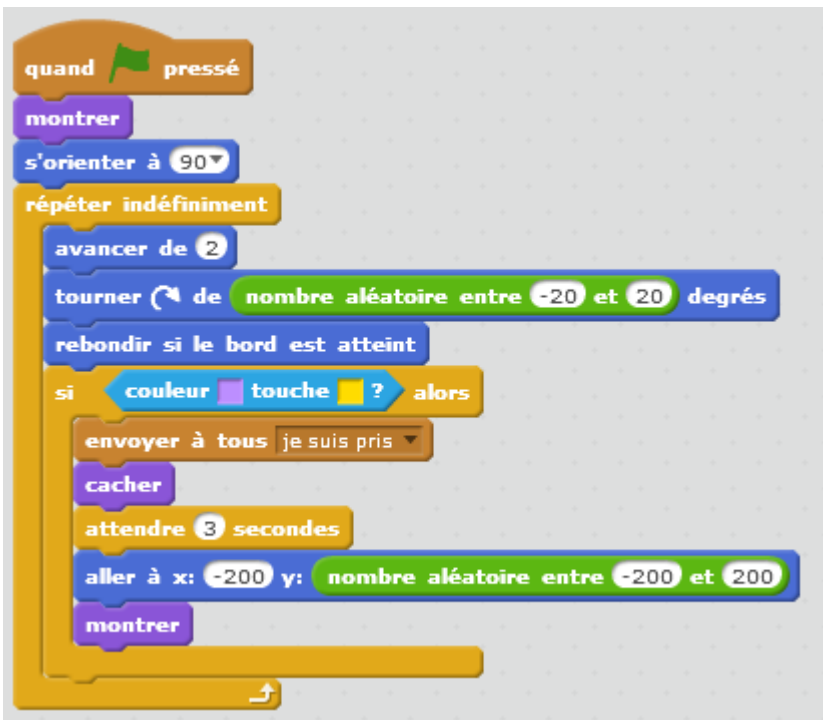 quand pressé
montrer
s'orienter à 90
répéter indéfiniment
avancer de 2
tourner de nombre aléatoire entre -20 et 20 degrés
rebondir si le bord est atteint
si couleur touche ? alors
envoyer à tous je suis pris
cacher
attendre 3 secondes
aller à x: -200 y: nombre aléatoire entre -200 et 200
montrer